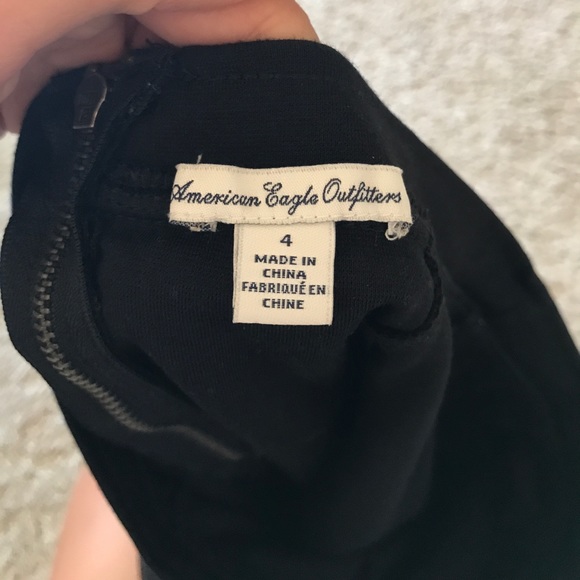 American Eagle Outfitters
4
MADE IN
CHINA
FABRIQUÉ EN
CHINE